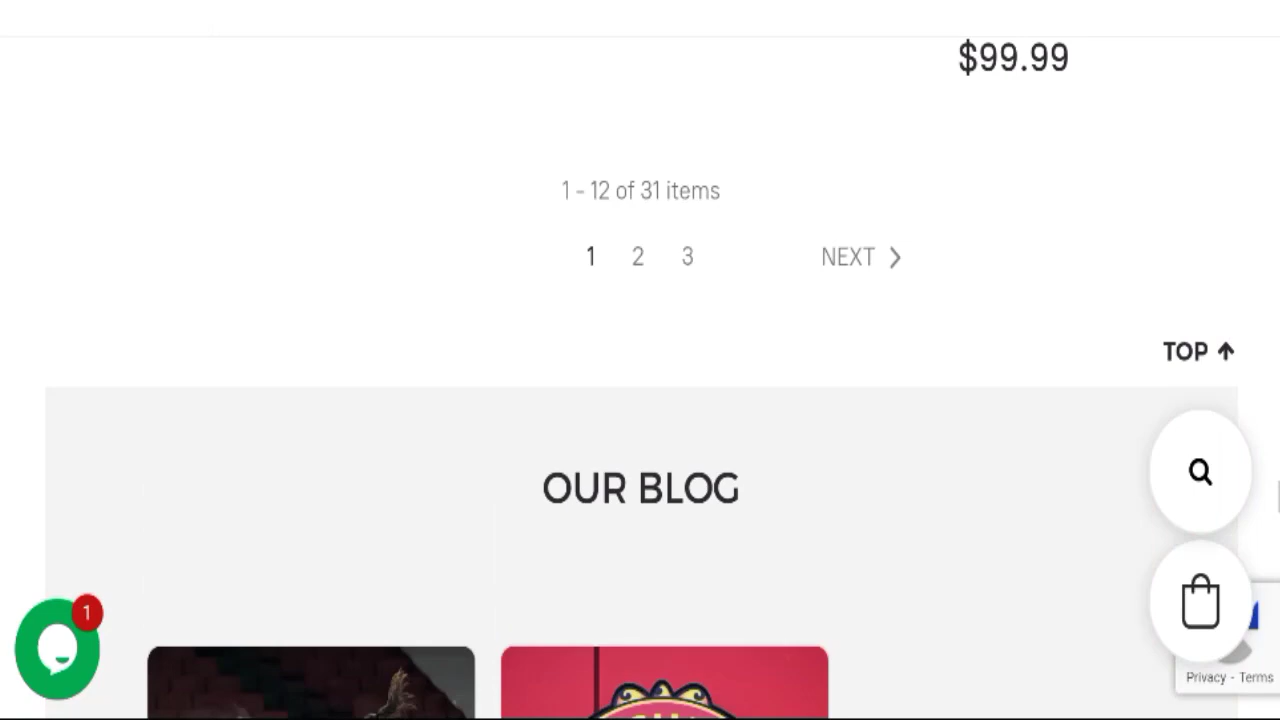 $99.99
1 - 12 of 31 items
1 2 3 NEXT
TOP
OUR BLOG
1
Privacy - Terms